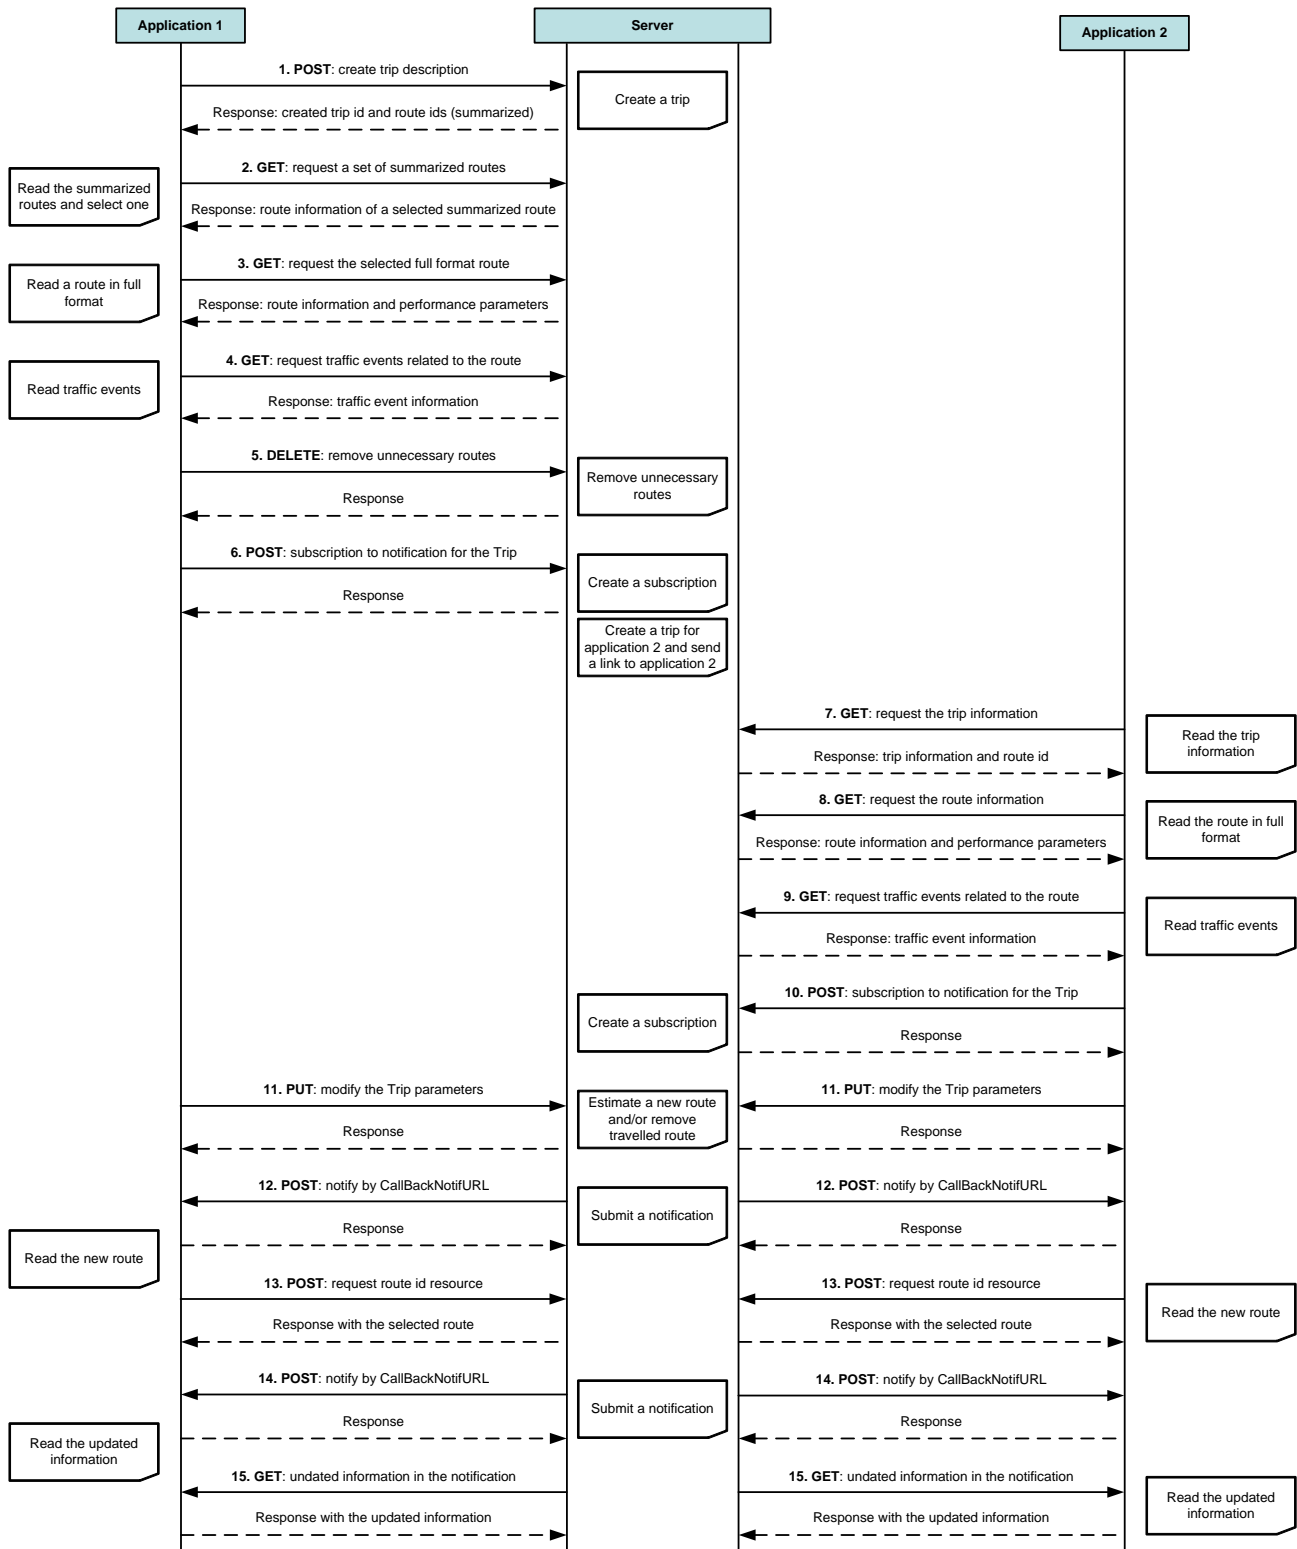 Application 1
Server
Application 2
1. POST: create trip description
Create a trip
Response: created trip id and route ids (summarized)
2. GET: request a set of summarized routes
Read the summarized
routes and select one
Response: route information of a selected summarized route
3. GET: request the selected full format route
Read a route in full
format
Response: route information and performance parameters
4. GET: request traffic events related to the route
Read traffic events
Response: traffic event information
5. DELETE: remove unnecessary routes
Remove unnecessary
routes
Response
6. POST: subscription to notification for the Trip
Create a subscription
Response
Create a trip for
application 2 and send
a link to application 2
7. GET: request the trip information
Read the trip
information
Response: trip information and route id
8. GET: request the route information
Read the route in full
format
Response: route information and performance parameters
9. GET: request traffic events related to the route
Read traffic events
Response: traffic event information
10. POST: subscription to notification for the Trip
Create a subscription
Response
11. PUT: modify the Trip parameters
Estimate a new route
and/or remove
travelled route
11. PUT: modify the Trip parameters
Response
Response
12. POST: notify by CallBackNotifURL
Submit a notification
12. POST: notify by CallBackNotifURL
Response
Response
Read the new route
13. POST: request route id resource
13. POST: request route id resource
Read the new route
Response with the selected route
Response with the selected route
14. POST: notify by CallBackNotifURL
Submit a notification
14. POST: notify by CallBackNotifURL
Response
Response
Read the updated
information
15. GET: undated information in the notification
15. GET: undated information in the notification
Read the updated
information
Response with the updated information
Response with the updated information